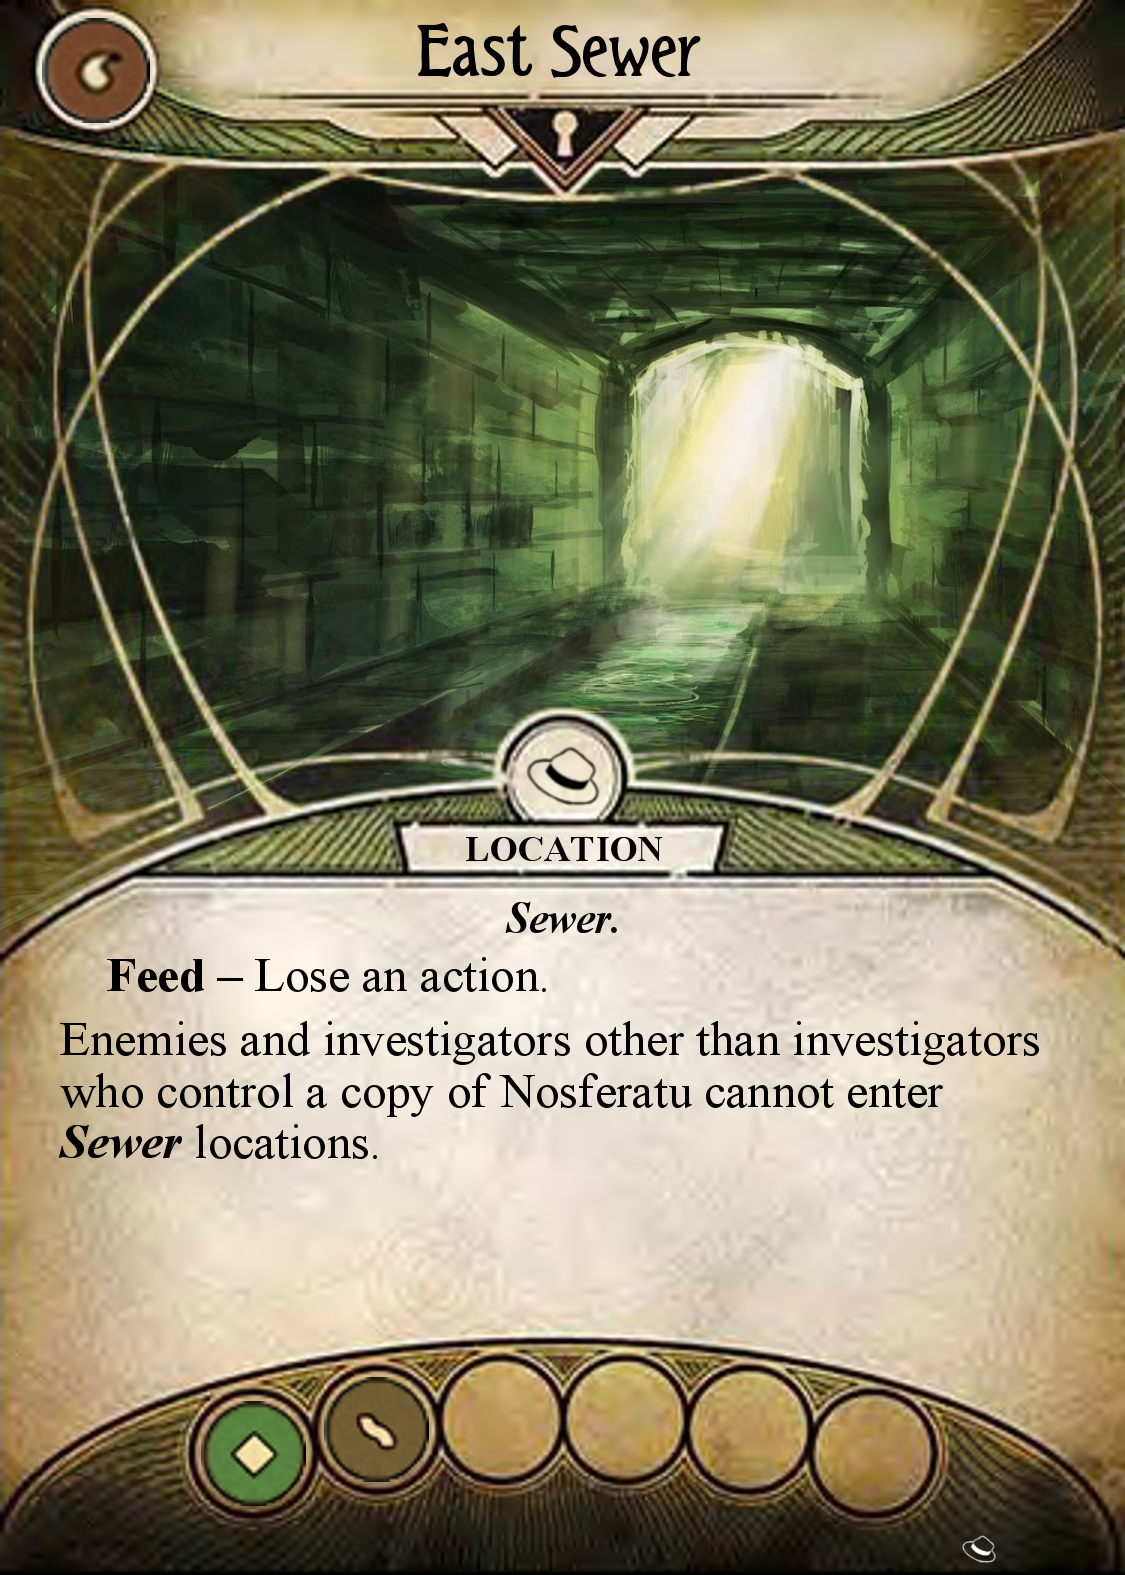 East Sewer
LOCATION
Sewer.
Feed – Lose an action.
Enemies and investigators other than investigators
who control a copy of Nosferatu cannot enter
Sewer locations.